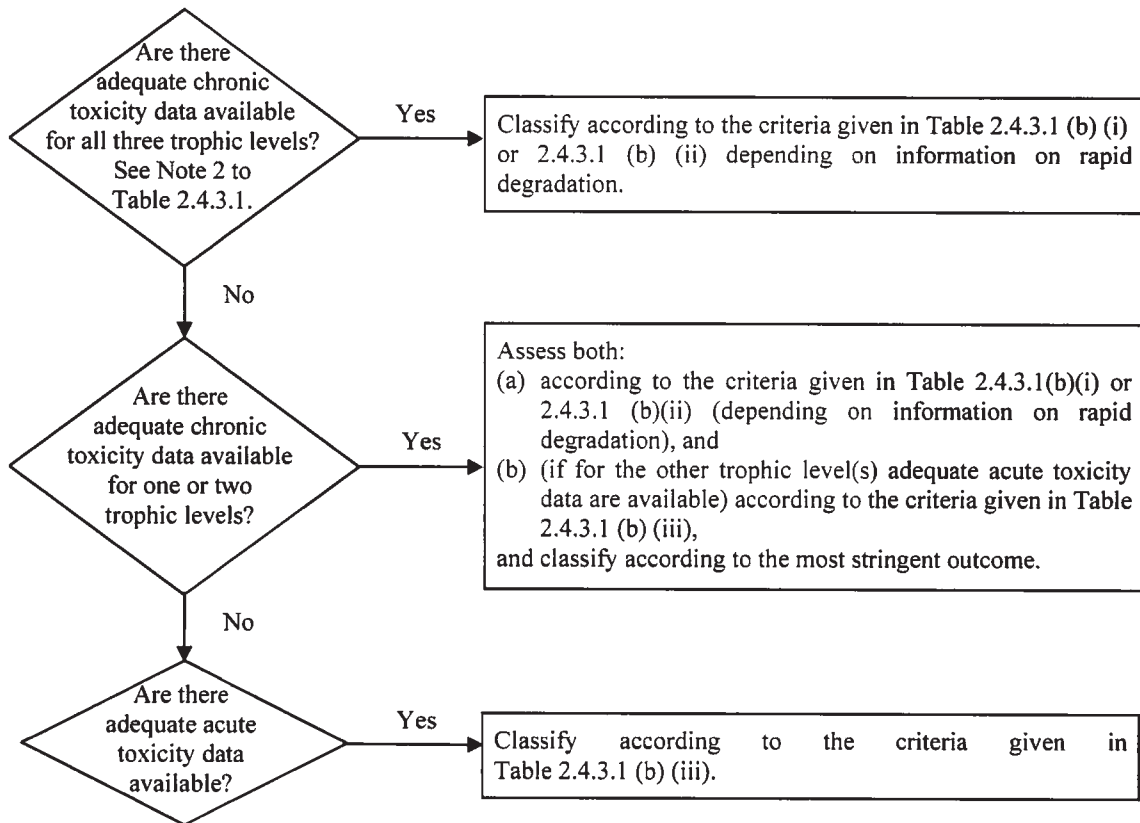 Are there
adequate chronic
toxicity data available
for all three trophic levels?
See Note 2 to
Table 2.4.3.1.
Yes
Classify according to the criteria given in Table 2.4.3.1 (b) (i)
or 2.4.3.1 (b) (ii) depending on information on rapid
degradation.
No
Are there
adequate chronic
toxicity data available
for one or two
trophic levels?
Yes
Assess both:
(a) according to the criteria given in Table 2.4.3.1(b)(i) or
2.4.3.1 (b)(ii) (depending on information on rapid
degradation), and
(b) (if for the other trophic level(s) adequate acute toxicity
data are available) according to the criteria given in Table
2.4.3.1 (b) (iii),
and classify according to the most stringent outcome.
No
Are there
adequate acute
toxicity data
available?
Yes
Classify according to the criteria given in
Table 2.4.3.1 (b) (iii).